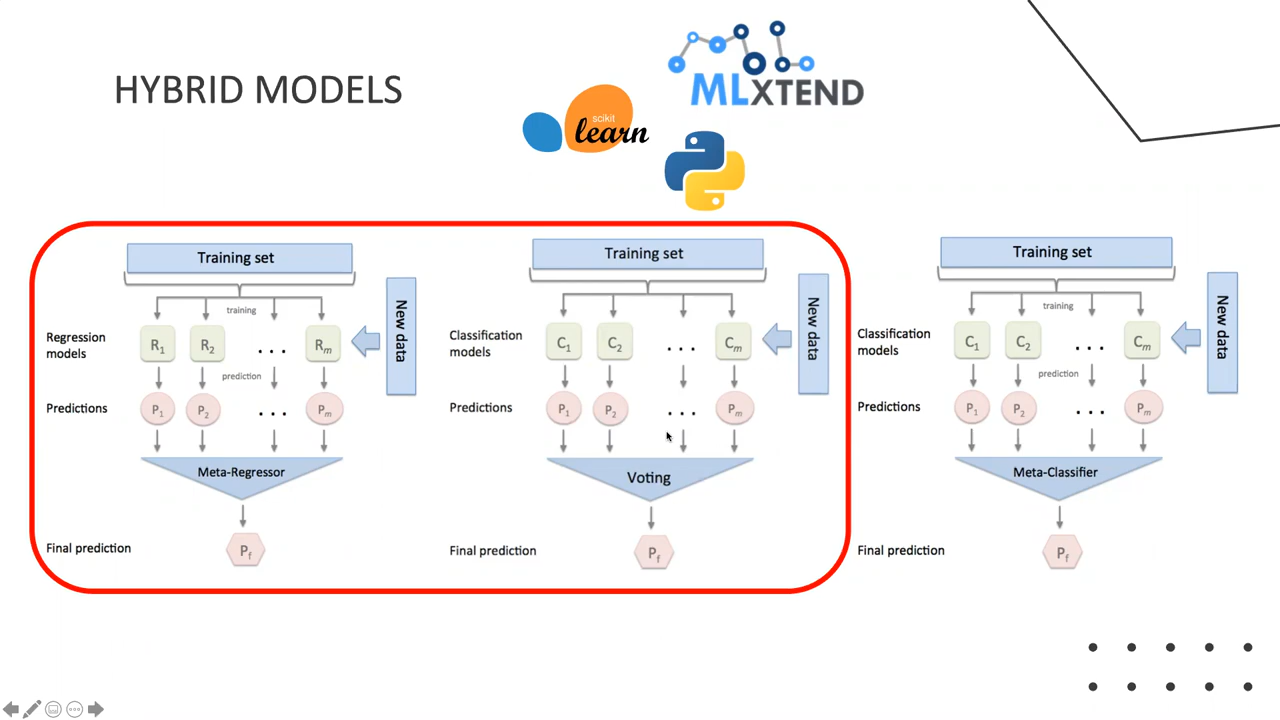 HYBRID MODELS
MLXTEND
scikit
learn
Training set
training
Regression
models
R1
R2
. . .
Rm
New data
prediction
Predictions
P1
P2
. . .
Pm
Meta-Regressor
Final prediction
Pf
Training set
Classification
models
C1
C2
. . .
Cm
New data
Predictions
P1
P2
. . .
Pm
Voting
Final prediction
Pf
Training set
training
Classification
models
C1
C2
. . .
Cm
New data
prediction
Predictions
P1
P2
. . .
Pm
Meta-Classifier
Final prediction
Pf